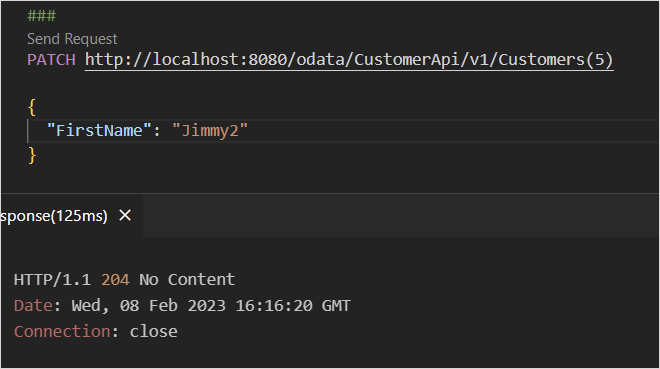 ###
Send Request
PATCH http://localhost:8080/odata/CustomerApi/v1/Customers(5)
{
"FirstName": "Jimmy2"
}
sponse(125ms) ×
HTTP/1.1 204 No Content
Date: Wed, 08 Feb 2023 16:16:20 GMT
Connection: close